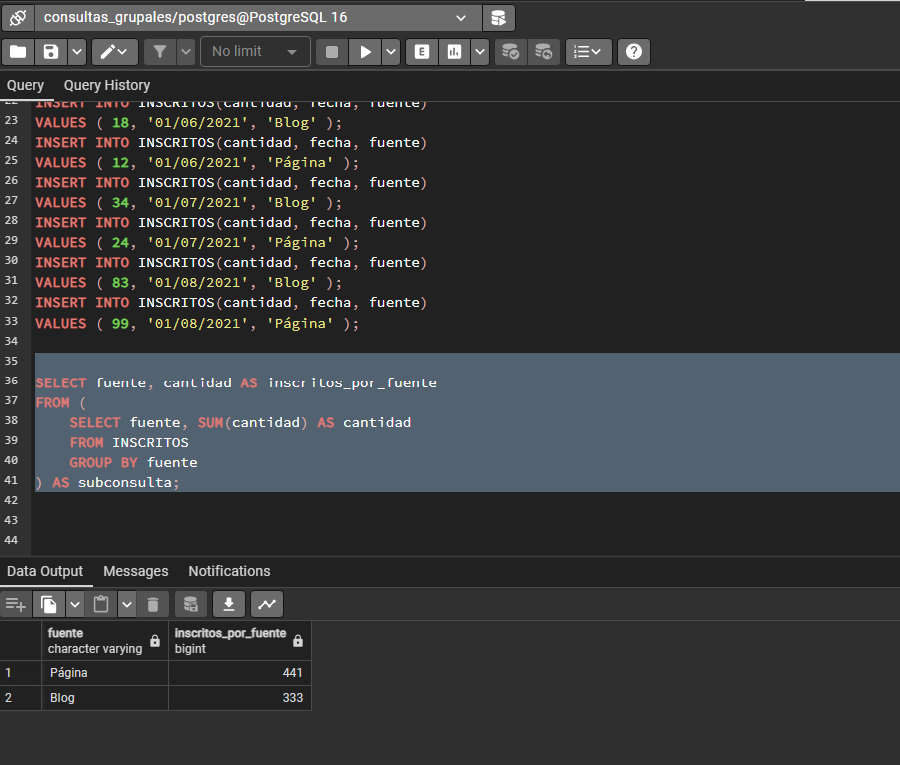 consultas_grupales/postgres@PostgreSQL 16
No limit
E
Query Query History
22 INSERT INTO INSCRITOS(cantidad, fecha, fuente)
23 VALUES ( 18, '01/06/2021', 'Blog' );
24 INSERT INTO INSCRITOS(cantidad, fecha, fuente)
25 VALUES ( 12, '01/06/2021', 'Página' );
26 INSERT INTO INSCRITOS(cantidad, fecha, fuente)
27 VALUES ( 34, '01/07/2021', 'Blog' );
28 INSERT INTO INSCRITOS(cantidad, fecha, fuente)
29 VALUES ( 24, '01/07/2021', 'Página' );
30 INSERT INTO INSCRITOS(cantidad, fecha, fuente)
31 VALUES ( 83, '01/08/2021', 'Blog' );
32 INSERT INTO INSCRITOS(cantidad, fecha, fuente)
33 VALUES ( 99, '01/08/2021', 'Página' );
34
35
36 SELECT fuente, cantidad AS inscritos_por_fuente
37 FROM (
38 SELECT fuente, SUM(cantidad) AS cantidad
39 FROM INSCRITOS
40 GROUP BY fuente
41 ) AS subconsulta;
42
43
44
Data Output Messages Notifications
fuente inscritos_por_fuente
character varying bigint
1 Página 441
2 Blog 333